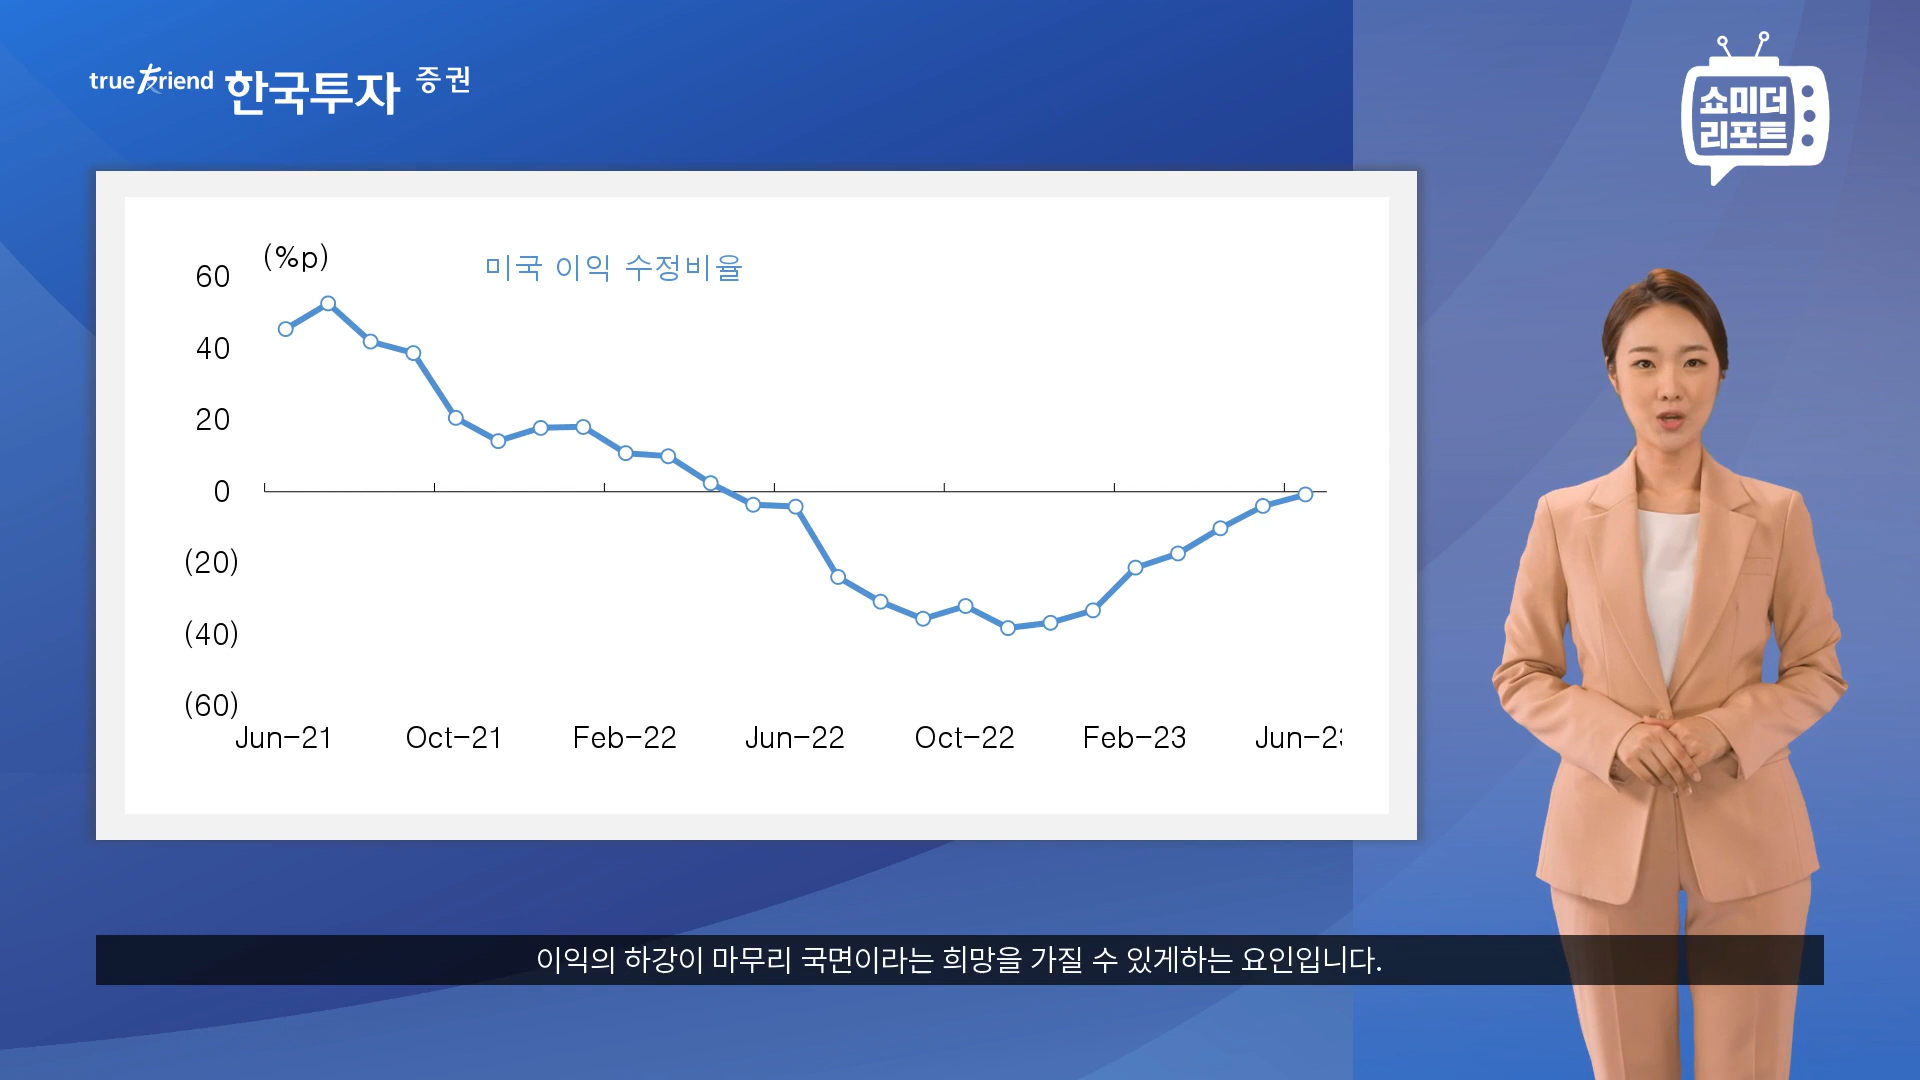 true friend 한국투자 증권
쇼미더
리포트
(%p)
미국 이익 수정비율
60
40
20
0
(20)
(40)
(60)
Jun-21 Oct-21 Feb-22 Jun-22 Oct-22 Feb-23 Jun-2
이익의 하강이 마무리 국면이라는 희망을 가질 수 있게하는 요인입니다.